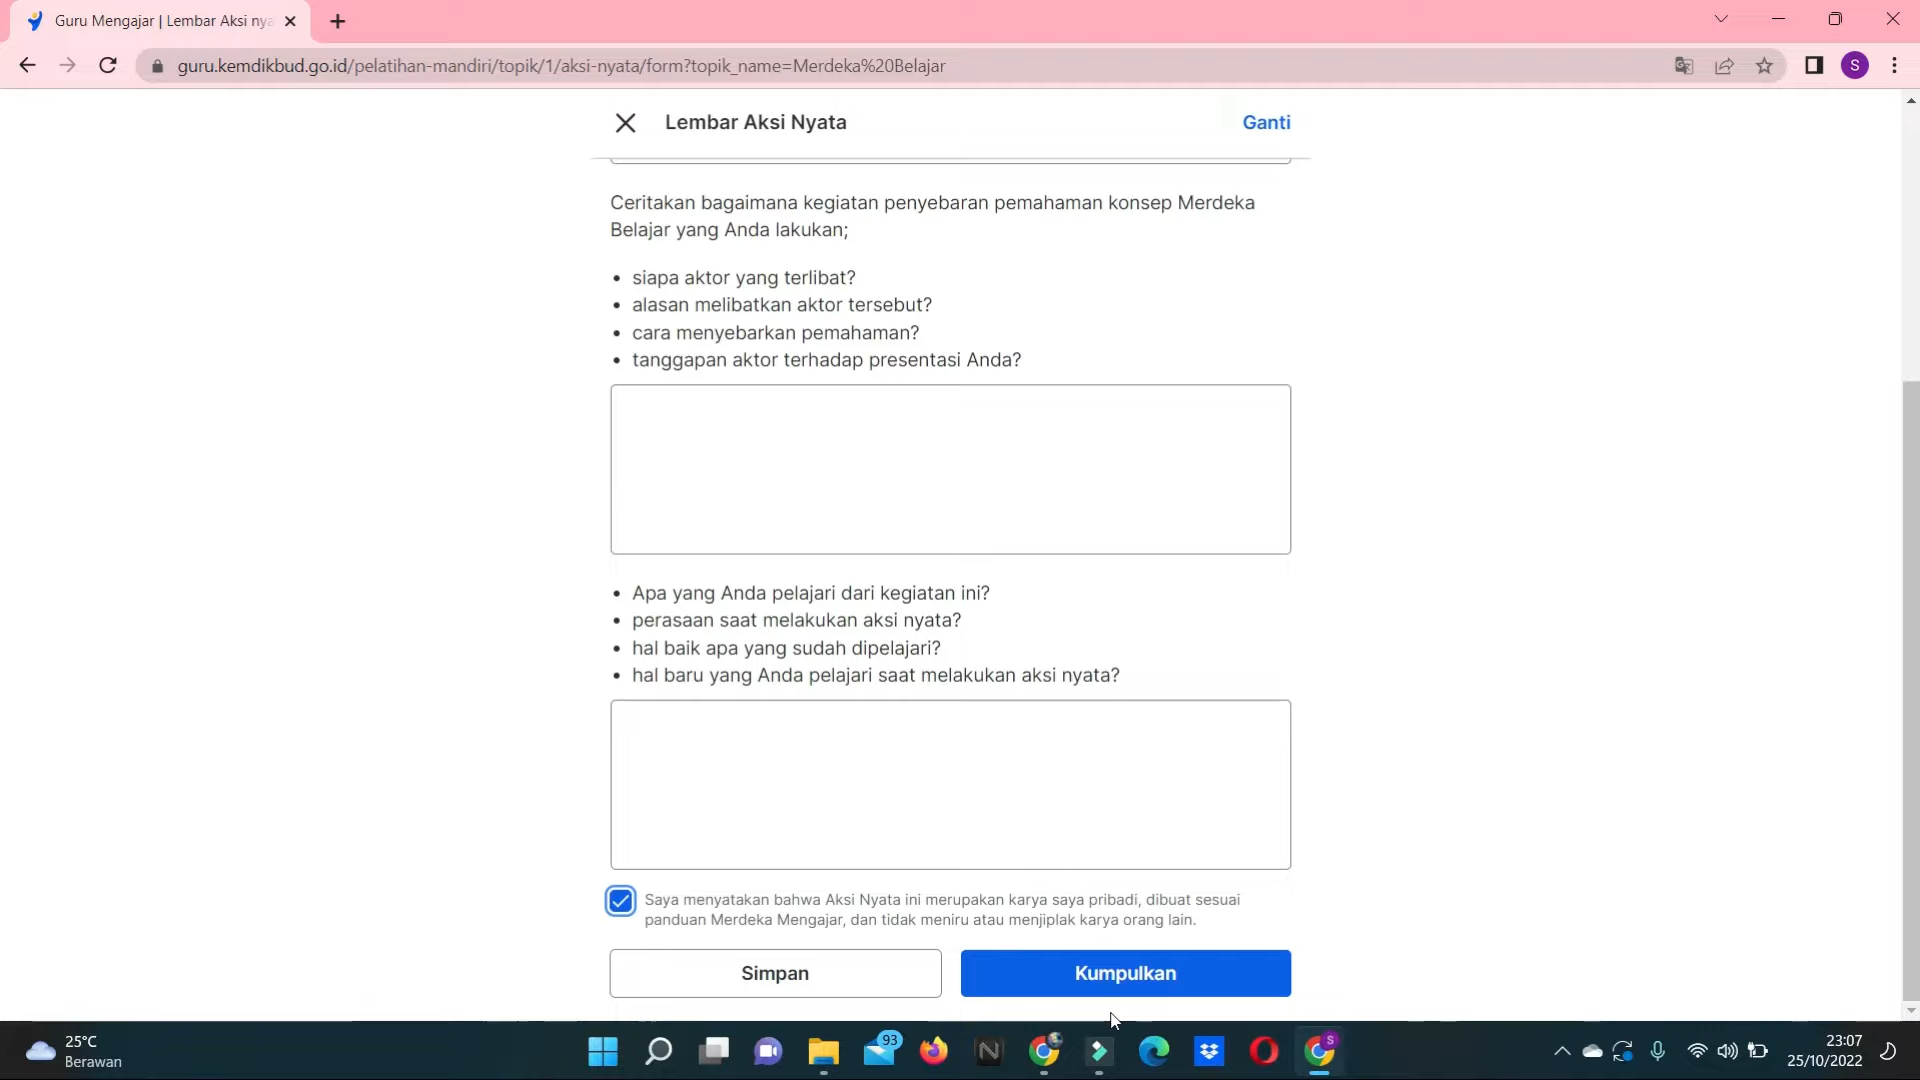 Guru Mengajar | Lembar Aksi nya
guru.kemdikbud.go.id/pelatihan-mandiri/topik/1/aksi-nyata/form?topik_name=Merdeka%20Belajar
S
Lembar Aksi Nyata
Ganti
Ceritakan bagaimana kegiatan penyebaran pemahaman konsep Merdeka
Belajar yang Anda lakukan;
• siapa aktor yang terlibat?
• alasan melibatkan aktor tersebut?
• cara menyebarkan pemahaman?
• tanggapan aktor terhadap presentasi Anda?
• Apa yang Anda pelajari dari kegiatan ini?
• perasaan saat melakukan aksi nyata?
• hal baik apa yang sudah dipelajari?
• hal baru yang Anda pelajari saat melakukan aksi nyata?
Saya menyatakan bahwa Aksi Nyata ini merupakan karya saya pribadi, dibuat sesuai
panduan Merdeka Mengajar, dan tidak meniru atau menjiplak karya orang lain.
Simpan
Kumpulkan
25°C
Berawan
93
N
S
23:07
25/10/2022